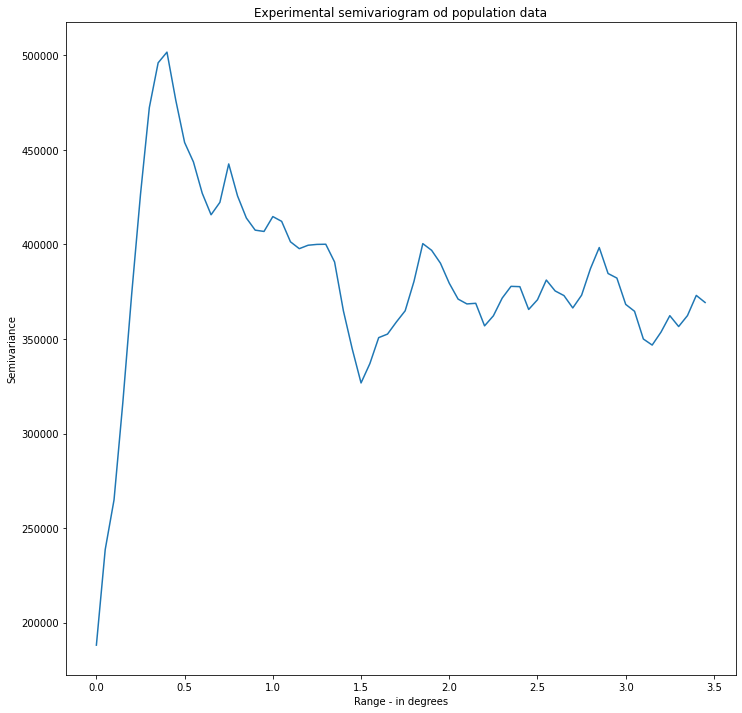 Experimental semivariogram od population data
500000
450000
400000
350000
300000
250000
200000
Semivariance
0.0 0.5 1.0 1.5 2.0 2.5 3.0 3.5
Range - in degrees